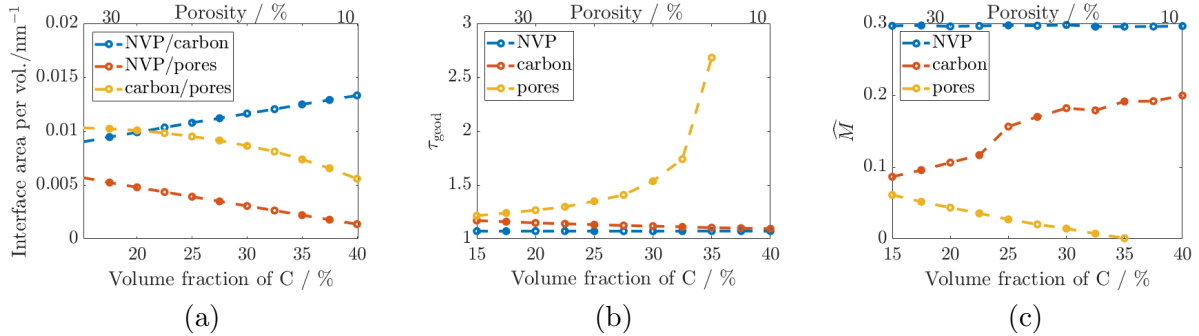 Porosity / %
30
10
0.02
0.015
0.01
0.005
0
Interface area per vol./nm⁻¹
NVP/carbon
NVP/pores
carbon/pores
20
25
30
35
40
Volume fraction of C / %
(a)
Porosity / %
30
10
3
2.5
2
1.5
1
τgeod
NVP
carbon
pores
15
20
25
30
35
40
Volume fraction of C / %
(b)
Porosity / %
30
10
0.3
0.2
0.1
0
M̂
NVP
carbon
pores
15
20
25
30
35
40
Volume fraction of C / %
(c)